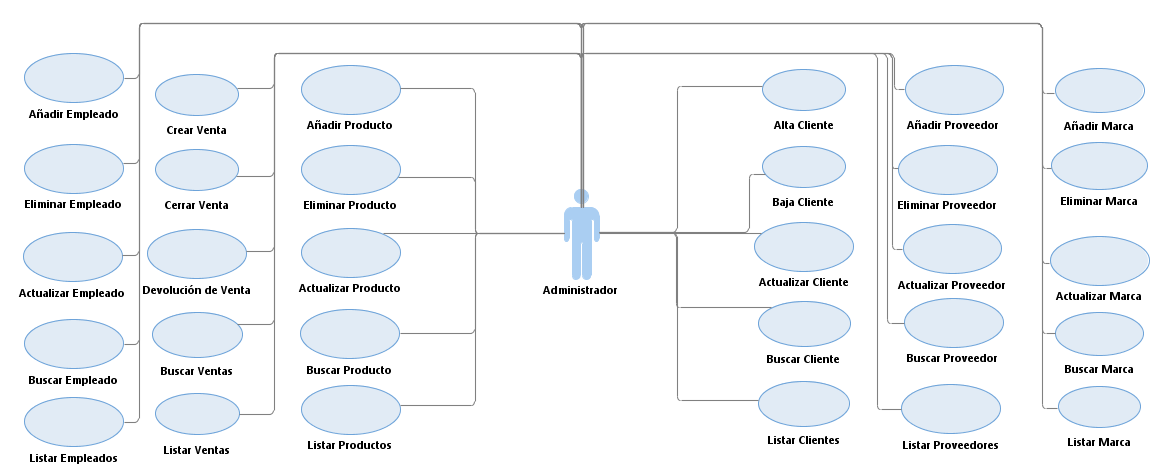 Añadir Empleado
Eliminar Empleado
Actualizar Empleado
Buscar Empleado
Listar Empleados
Crear Venta
Cerrar Venta
Devolución de Venta
Buscar Ventas
Listar Ventas
Añadir Producto
Eliminar Producto
Actualizar Producto
Buscar Producto
Listar Productos
Administrador
Alta Cliente
Baja Cliente
Actualizar Cliente
Buscar Cliente
Listar Clientes
Añadir Proveedor
Eliminar Proveedor
Actualizar Proveedor
Buscar Proveedor
Listar Proveedores
Añadir Marca
Eliminar Marca
Actualizar Marca
Buscar Marca
Listar Marca